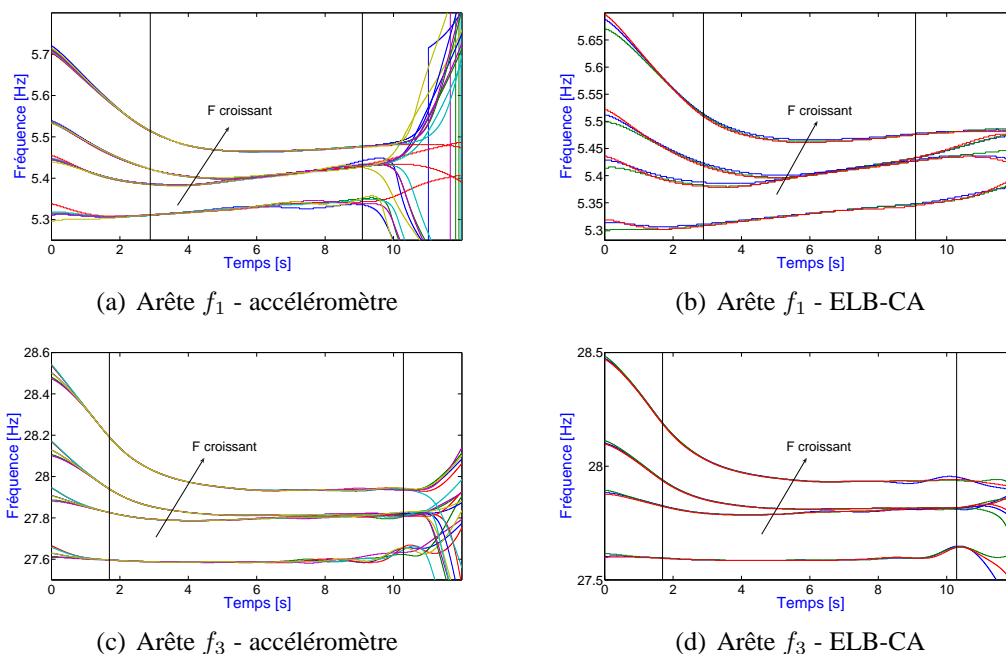 5.7
5.6
5.5
5.4
5.3
Fréquence [Hz]
F croissant
0 2 4 6 8 10
Temps [s]
(a) Arête f1 - accéléromètre
5.65
5.6
5.55
5.5
5.45
5.4
5.35
5.3
Fréquence [Hz]
F croissant
0 2 4 6 8 10
Temps [s]
(b) Arête f1 - ELB-CA
28.6
28.4
28.2
28
27.8
27.6
Fréquence [Hz]
F croissant
0 2 4 6 8 10
Temps [s]
(c) Arête f3 - accéléromètre
28.5
28
27.5
Fréquence [Hz]
F croissant
0 2 4 6 8 10
Temps [s]
(d) Arête f3 - ELB-CA